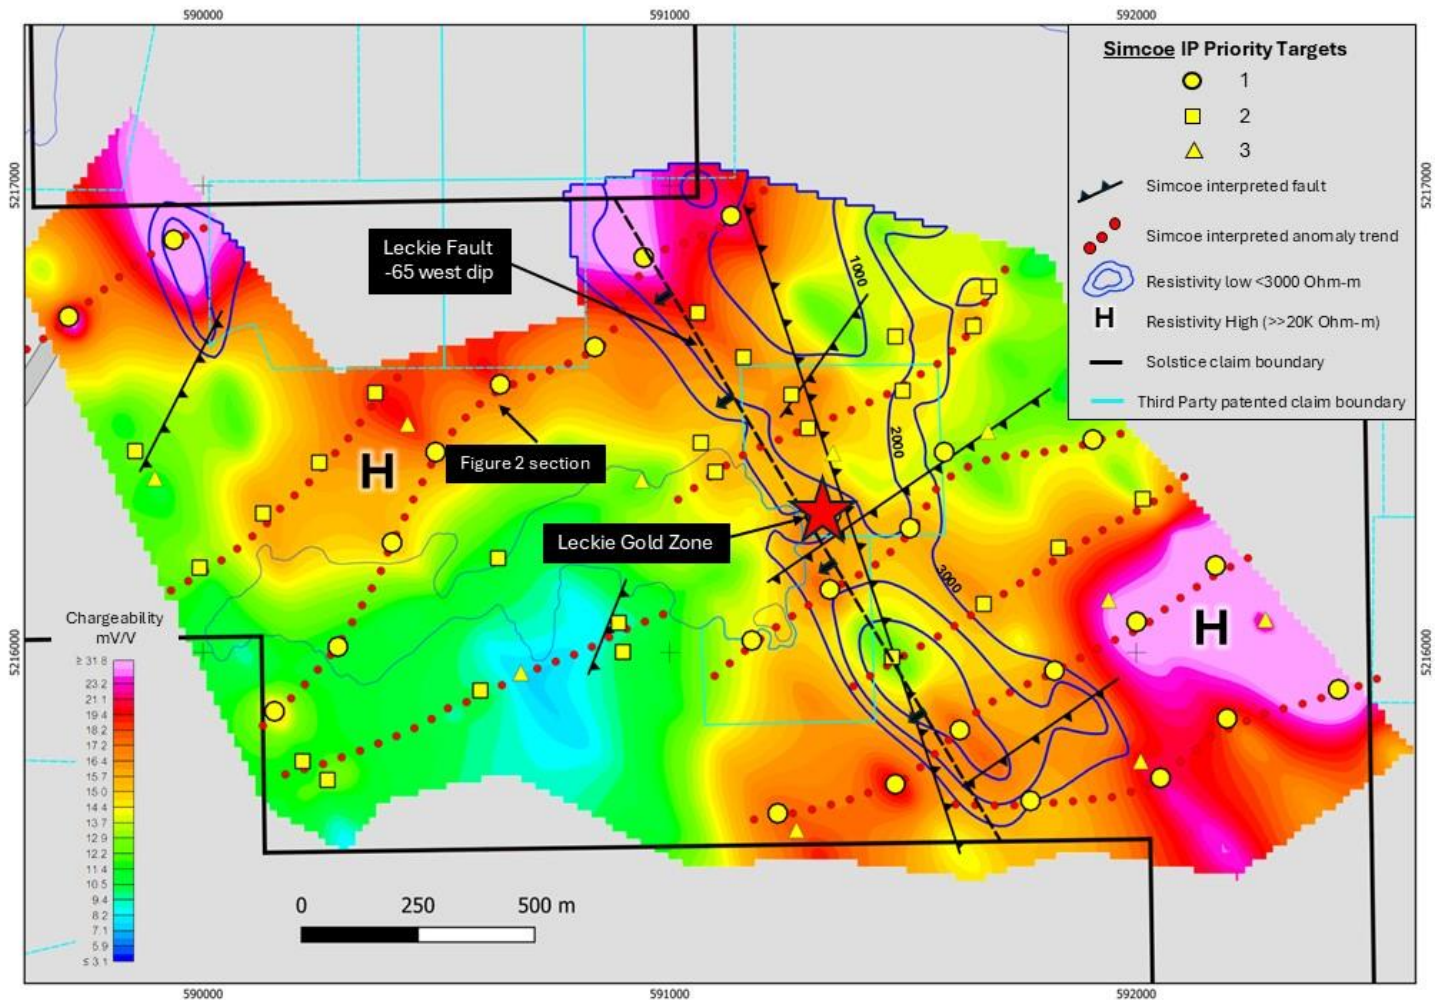 590000
591000
592000
Simcoe IP Priority Targets
1
2
3
Simcoe interpreted fault
Simcoe interpreted anomaly trend
Resistivity low <3000 Ohm-m
H
Resistivity High (>>20K Ohm-m)
Solstice claim boundary
Third Party patented claim boundary
5217000
5217000
Leckie Fault
-65 west dip
1000
2000
3000
Figure 2 section
H
Leckie Gold Zone
H
5216000
5216000
Chargeability
mV/V
≥ 31.8
23.2
21.1
19.4
18.2
17.2
16.4
15.7
15.0
14.4
13.7
12.9
12.2
11.4
10.5
9.4
8.2
7.1
5.9
≤ 3.1
0 250 500 m
590000
591000
592000